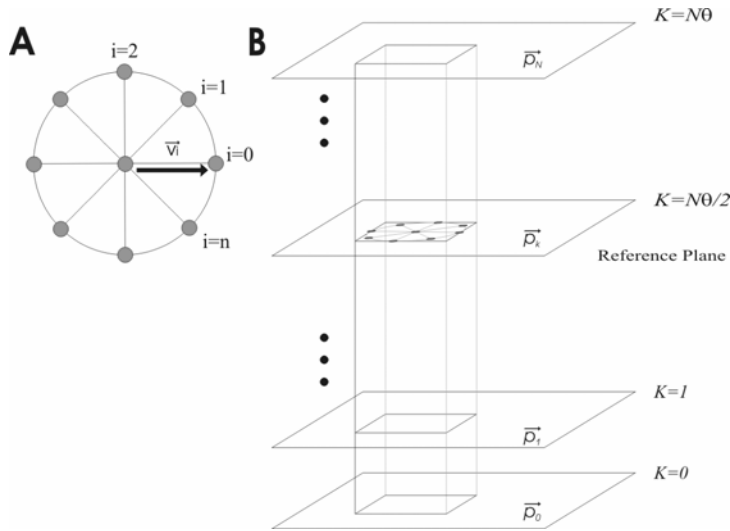 A
i=2
i=1
v⃗i
i=0
i=n
B
K=Nθ
p⃗N
K=Nθ/2
p⃗k
Reference Plane
K=1
p⃗1
K=0
p⃗0